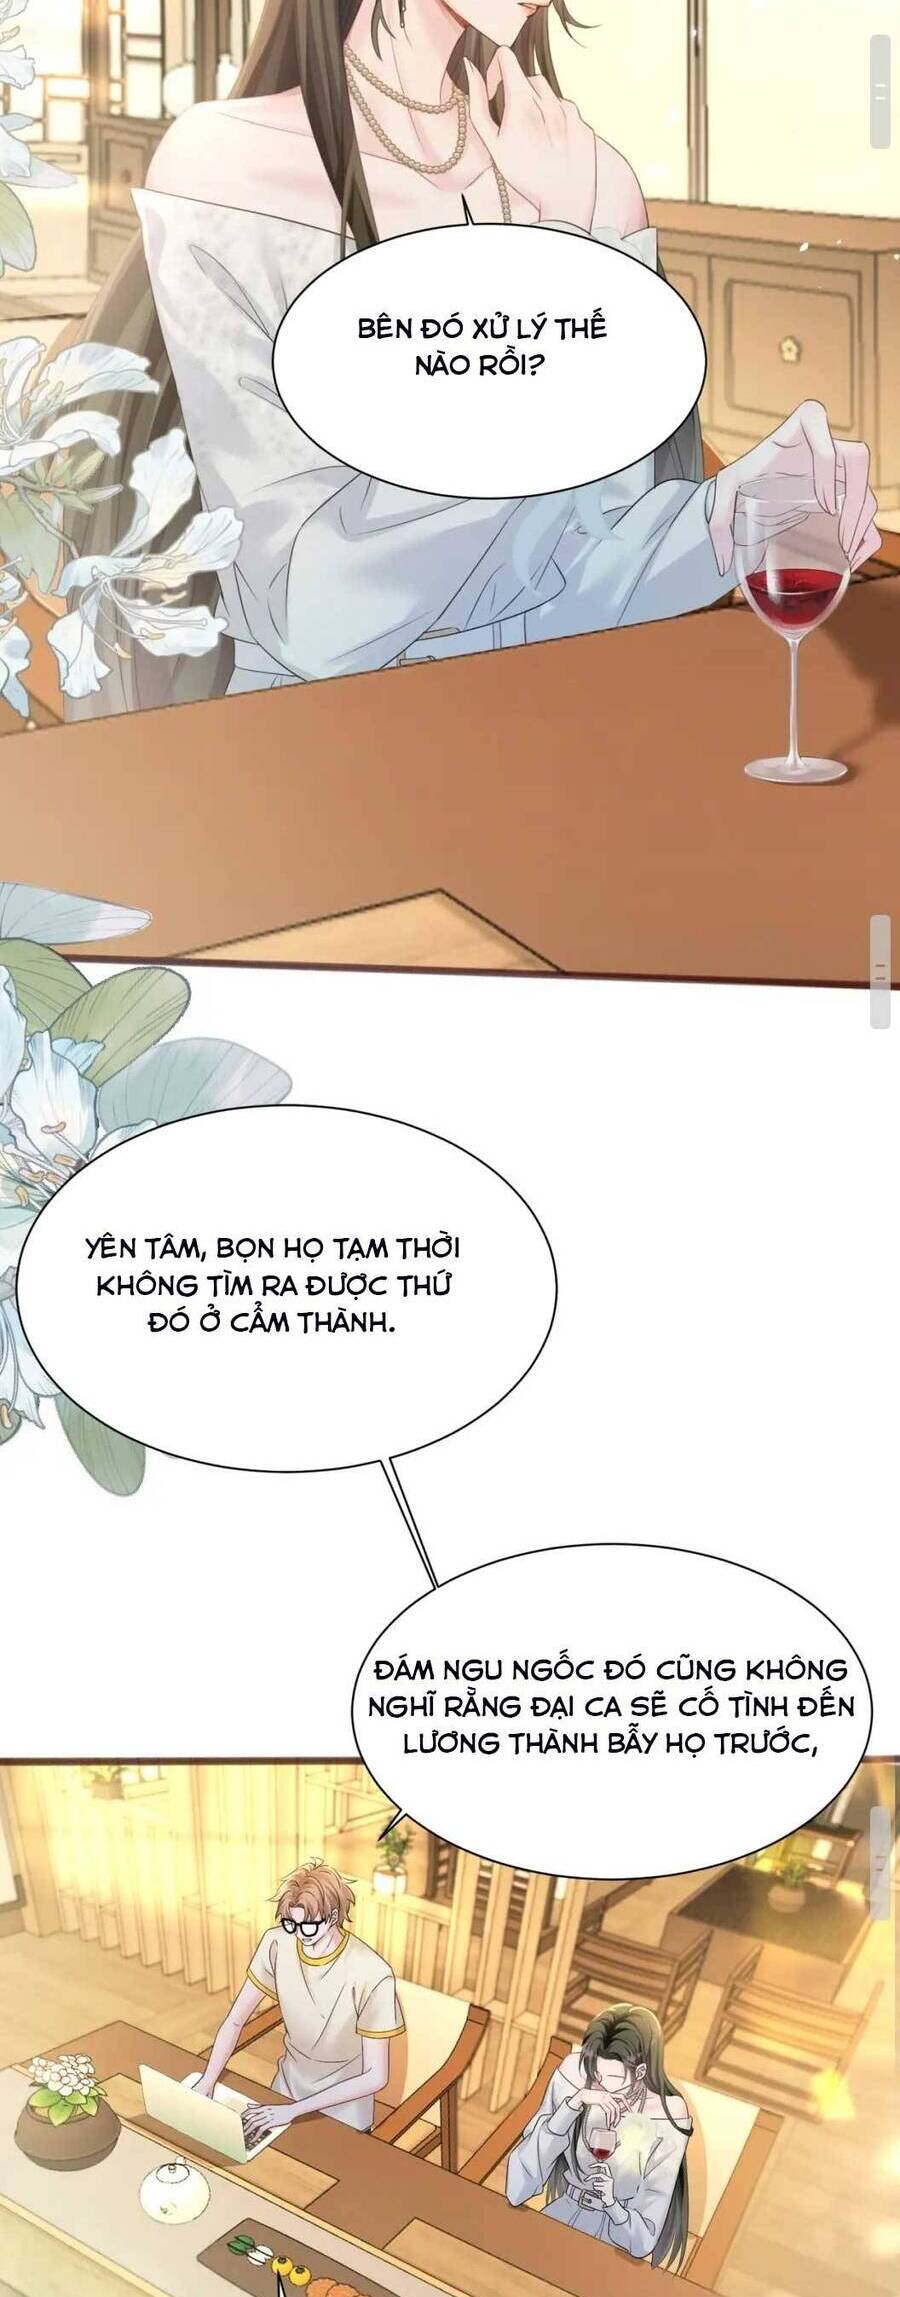 BÊN ĐÓ XỬ LÝ THẾ
NÀO RỒI?
YÊN TÂM, BỌN HỌ TẠM THỜI
KHÔNG TÌM RA ĐƯỢC THỨ
ĐÓ Ở CẨM THÀNH.
ĐÁM NGU NGỐC ĐÓ CŨNG KHÔNG
NGHĨ RẰNG ĐẠI CA SẼ CỐ TÌNH ĐẾN
LƯƠNG THÀNH BẪY HỌ TRƯỚC,